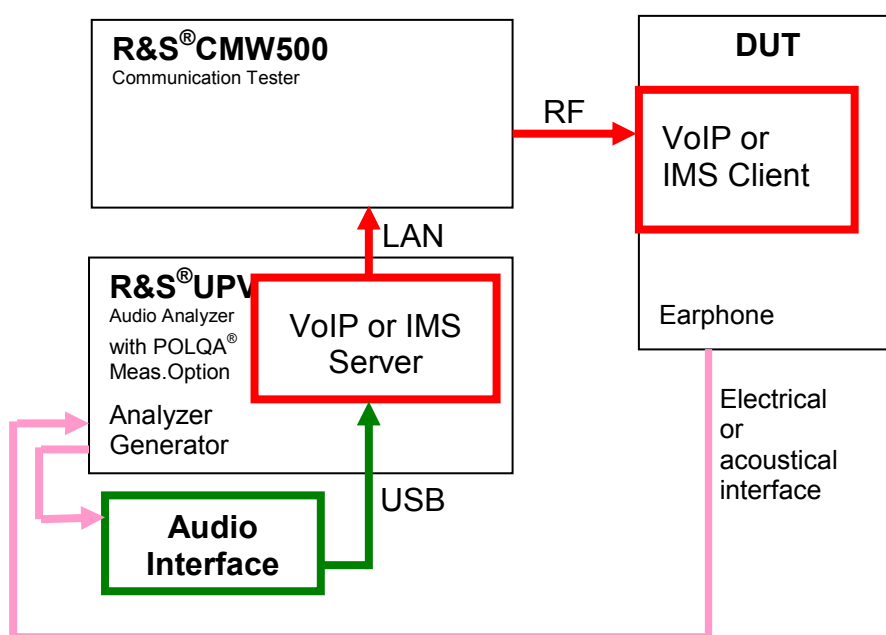 R&S®CMW500
Communication Tester
DUT
RF
VoIP or
IMS Client
LAN
R&S®UPV
Audio Analyzer
with POLQA®
Meas.Option
VoIP or IMS
Server
Analyzer
Generator
Earphone
Electrical
or
acoustical
interface
USB
Audio
Interface